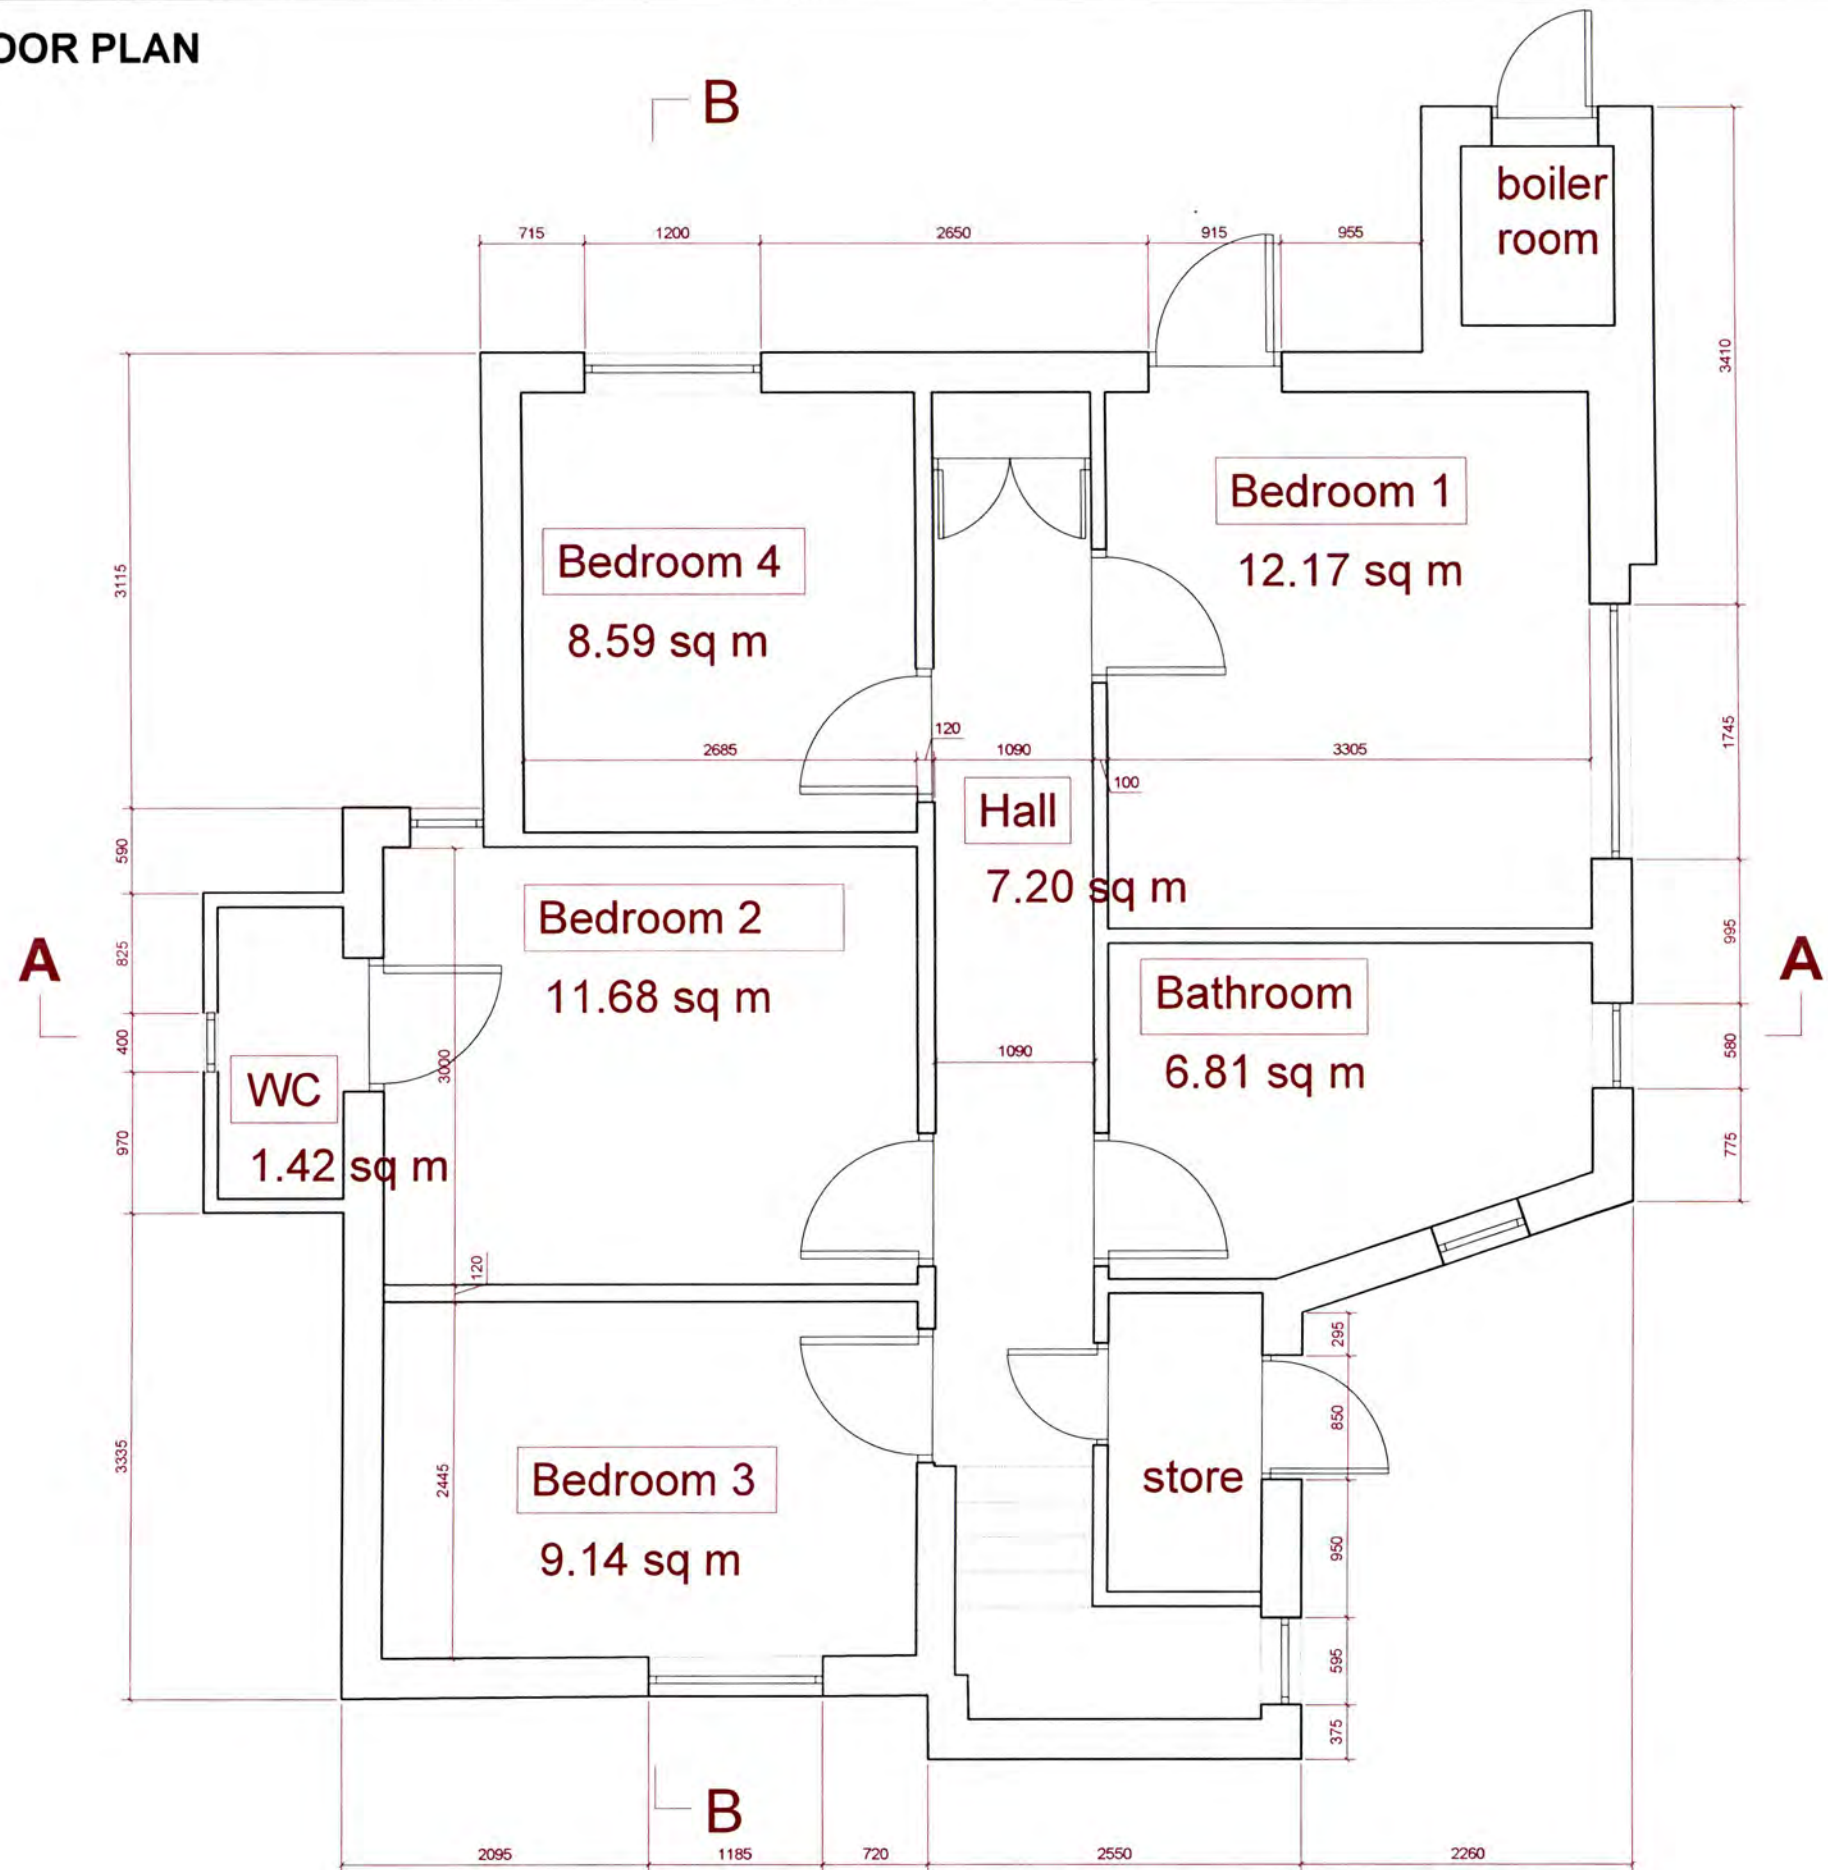 OOR PLAN
B
boiler
room
715
1200
2650
915
955
3410
Bedroom 1
12.17 sq m
Bedroom 4
8.59 sq m
3115
120
2685
1090
3305
100
1745
Hall
7.20 sq m
590
Bedroom 2
11.68 sq m
A
825
995
A
Bathroom
6.81 sq m
400
3000
1090
580
WC
1.42 sq m
970
775
120
295
850
3335
2445
Bedroom 3
9.14 sq m
store
950
595
375
B
2095
1185
720
2550
2260